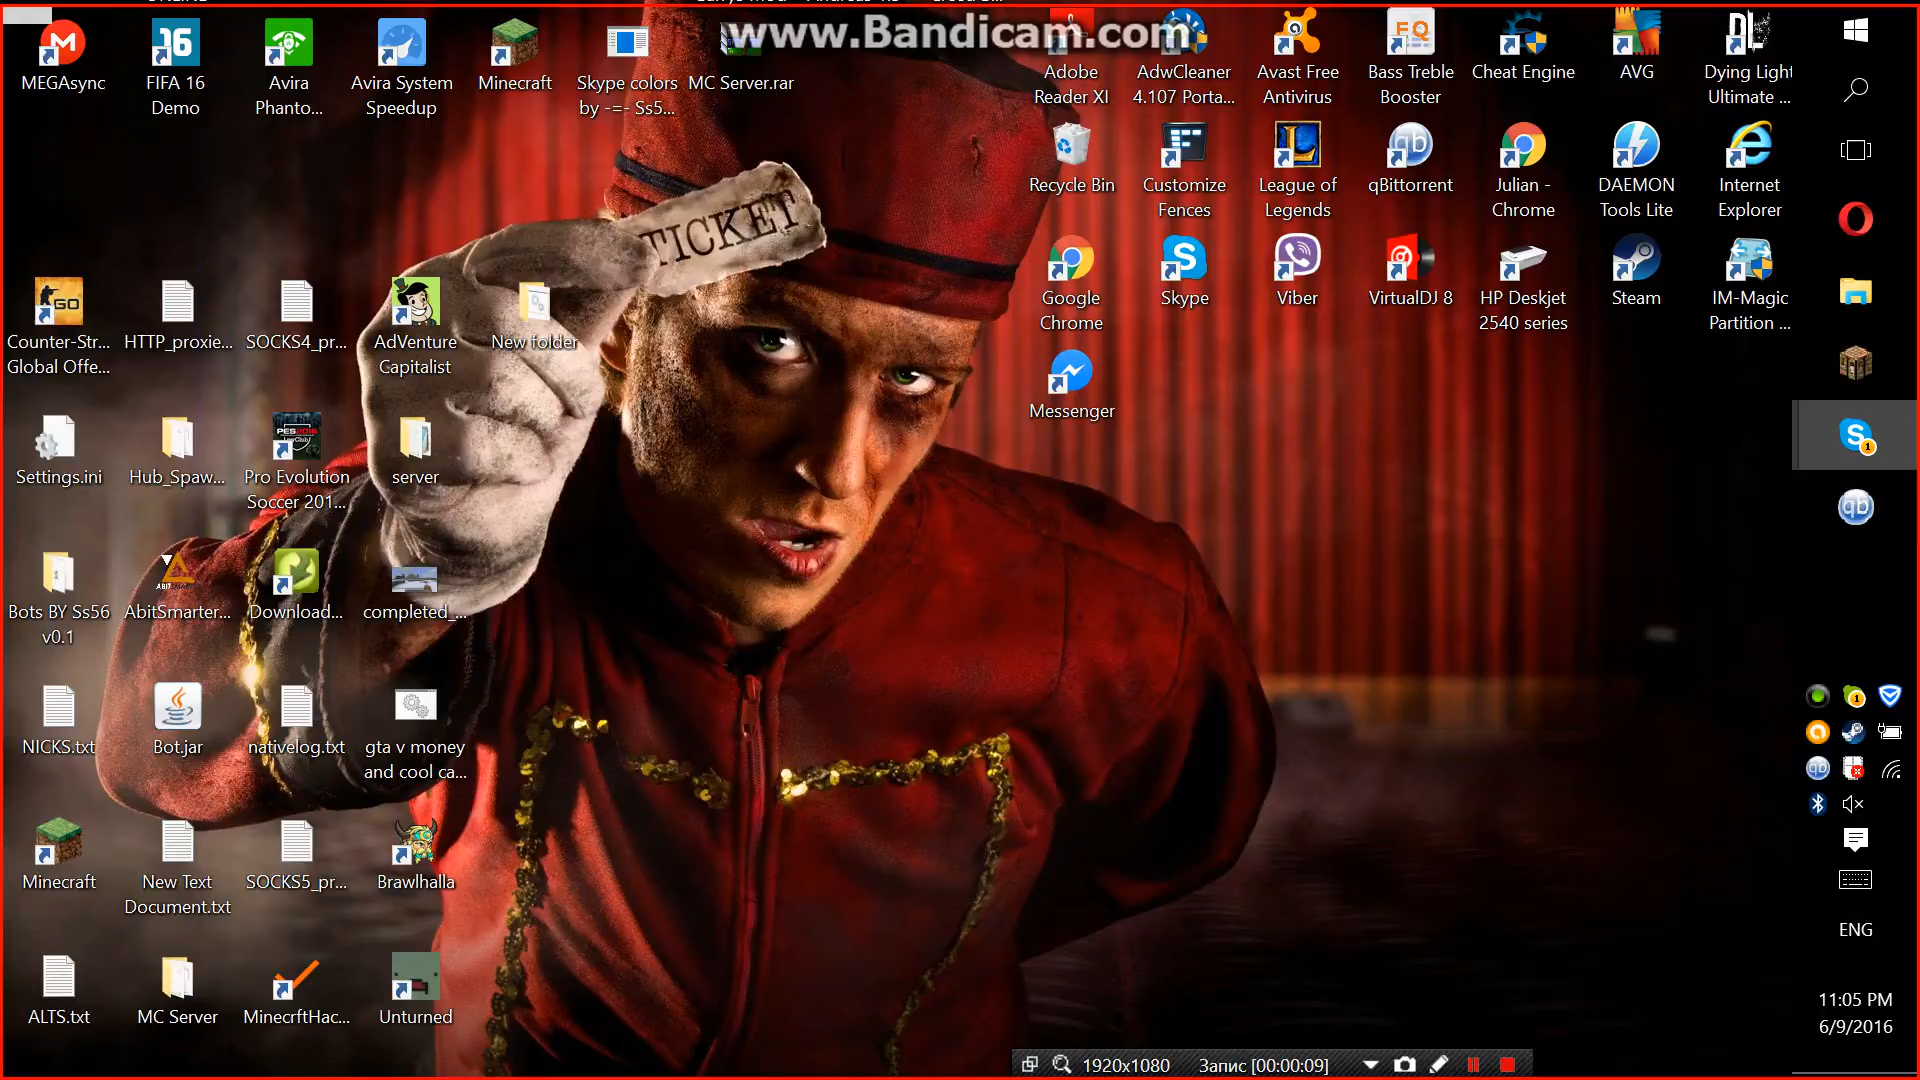 www.Bandicam.com
MEGAsync
FIFA 16
Demo
Avira
Phanto...
Avira System
Speedup
Minecraft
Skype colors
by -=- Ss5...
MC Server.rar
Adobe
Reader XI
AdwCleaner
4.107 Porta...
Avast Free
Antivirus
Bass Treble
Booster
Cheat Engine
AVG
Dying Light
Ultimate ...
Recycle Bin
Customize
Fences
League of
Legends
qBittorrent
Julian -
Chrome
DAEMON
Tools Lite
Internet
Explorer
TICKET
Google
Chrome
Skype
Viber
VirtualDJ 8
HP Deskjet
2540 series
Steam
IM-Magic
Partition ...
Messenger
Counter-Str...
Global Offe...
HTTP_proxie...
SOCKS4_pr...
AdVenture
Capitalist
New folder
Settings.ini
Hub_Spaw...
Pro Evolution
Soccer 201...
server
Bots BY Ss56
v0.1
AbitSmarter...
Download...
completed_...
NICKS.txt
Bot.jar
nativelog.txt
gta v money
and cool ca...
Minecraft
New Text
Document.txt
SOCKS5_pr...
Brawlhalla
ALTS.txt
MC Server
MinecrftHac...
Unturned
ENG
11:05 PM
6/9/2016
1920x1080
Запис [00:00:09]